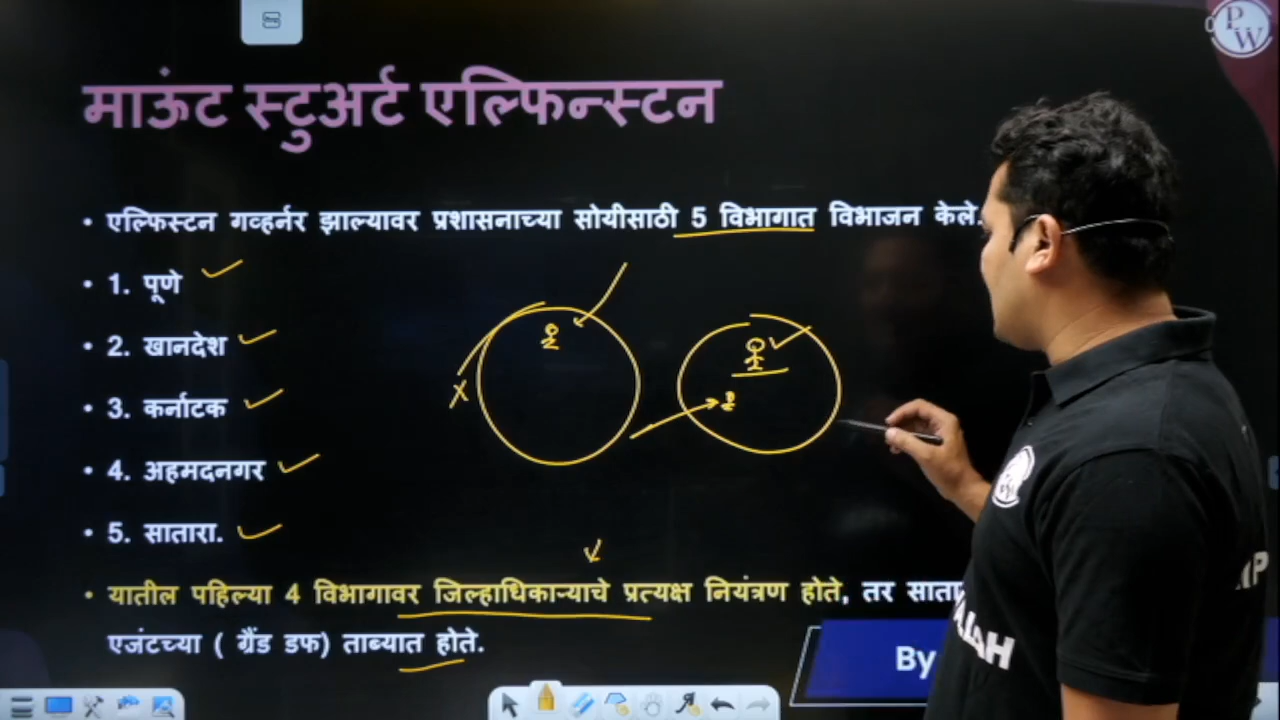 PW
माऊंट स्टुअर्ट एल्फिन्स्टन
• एल्फिस्टन गव्हर्नर झाल्यावर प्रशासनाच्या सोयीसाठी 5 विभागात विभाजन केले.
• 1. पूणे
• 2. खानदेश
• 3. कर्नाटक
• 4. अहमदनगर
• 5. सातारा.
• यातील पहिल्या 4 विभागावर जिल्हाधिकाऱ्याचे प्रत्यक्ष नियंत्रण होते, तर
एजंटच्या ( ग्रँड डफ) ताब्यात होते.
By